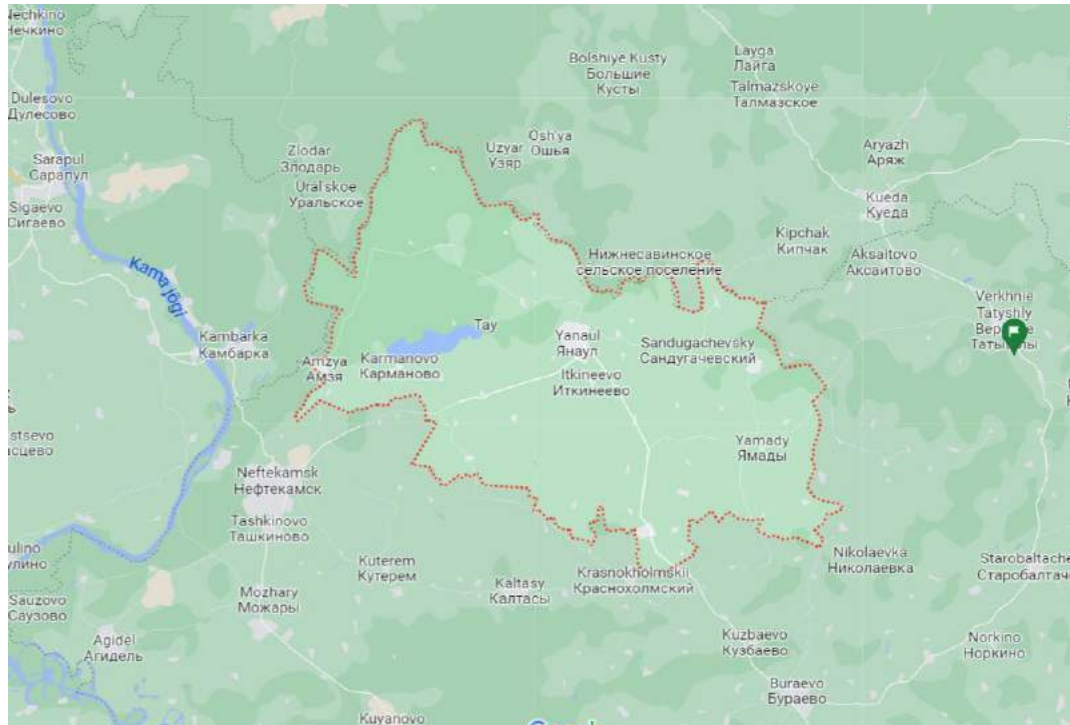 Nechkino
Нечкино
Dulesovo
Дулесово
Sarapul
Сарапул
Sigaevo
Сигаево
Kama jõgi
Kambarka
Камбарка
Zlodar
Злодарь
Ural'skoe
Уральское
Bolshiye Kusty
Большие
Кусты
Osh'ya
Ошья
Uzyar
Узяр
Layga
Лайга
Talmazskoye
Талмазское
Aryazh
Аряж
Kueda
Куеда
Kipchak
Кипчак
Aksaitovo
Аксаитово
Нижнесавинское
сельское поселение
Verkhnie
Tatyshly
Tay
Yanaul
Янаул
Sandugachevsky
Сандугачевский
Amzya
Амзя
Karmanovo
Карманово
Itkineevo
Иткинеево
Yamady
Ямады
Neftekamsk
Нефтекамск
Tashkinovo
Ташкиново
Kuterem
Кутерем
Kaltasy
Калтасы
Krasnokholmskii
Краснохолмский
Nikolaevka
Николаевка
Starobaltache
Старобалтач
Mozhary
Можары
Sauzovo
Саузово
Agidel
Агидель
Kuzbaevo
Кузбаево
Norkino
Норкино
Buraevo
Бураево
Kuyanovo